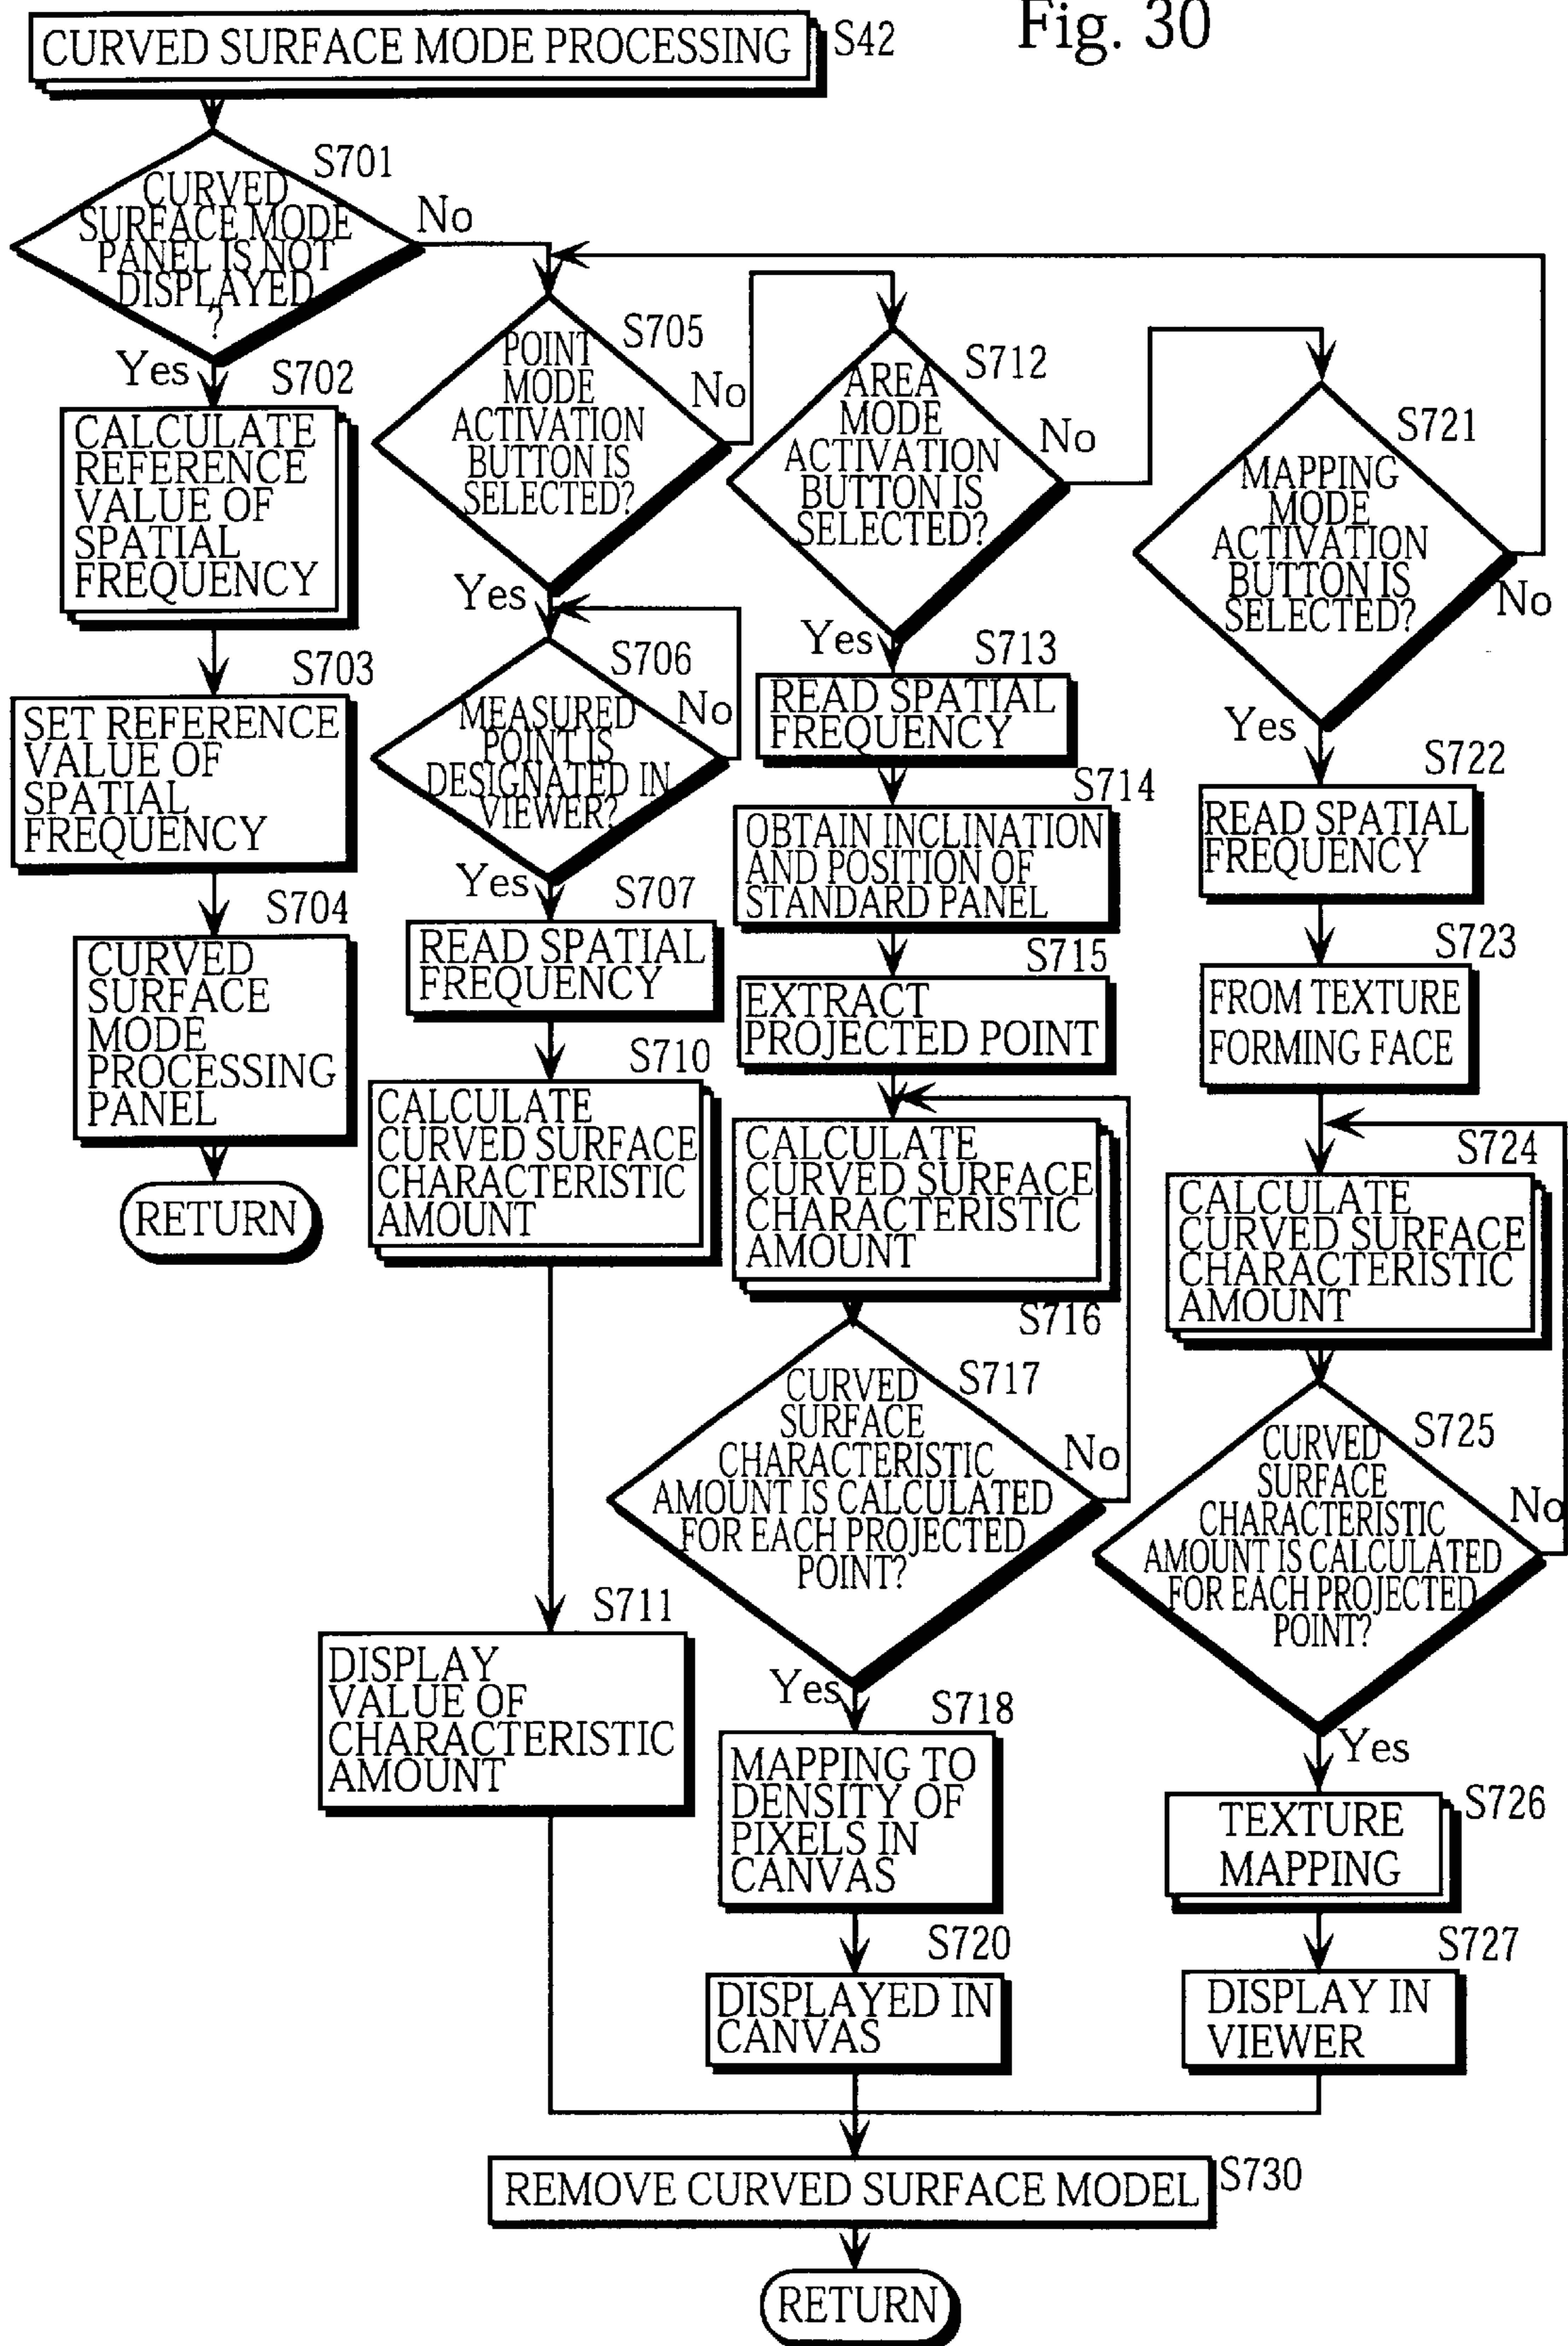 Fig. 30
CURVED SURFACE MODE PROCESSING
S42
S701
CURVED
SURFACE MODE
PANEL IS NOT
DISPLAYED
?
No
Yes
S702
CALCULATE
REFERENCE
VALUE OF
SPATIAL
FREQUENCY
S703
SET REFERENCE
VALUE OF
SPATIAL
FREQUENCY
S704
CURVED
SURFACE
MODE
PROCESSING
PANEL
RETURN
S705
POINT
MODE
ACTIVATION
BUTTON IS
SELECTED?
No
Yes
S706
MEASURED
POINT IS
DESIGNATED IN
VIEWER?
No
Yes
S707
READ SPATIAL
FREQUENCY
S710
CALCULATE
CURVED SURFACE
CHARACTERISTIC
AMOUNT
S711
DISPLAY
VALUE OF
CHARACTERISTIC
AMOUNT
S712
AREA
MODE
ACTIVATION
BUTTON IS
SELECTED?
No
Yes
S713
READ SPATIAL
FREQUENCY
S714
OBTAIN INCLINATION
AND POSITION OF
STANDARD PANEL
S715
EXTRACT
PROJECTED POINT
CALCULATE
CURVED SURFACE
CHARACTERISTIC
AMOUNT
S716
S717
CURVED
SURFACE
CHARACTERISTIC
AMOUNT IS CALCULATED
FOR EACH PROJECTED
POINT?
No
Yes
S718
MAPPING TO
DENSITY OF
PIXELS IN
CANVAS
S720
DISPLAYED IN
CANVAS
S721
MAPPING
MODE
ACTIVATION
BUTTON IS
SELECTED?
No
Yes
S722
READ SPATIAL
FREQUENCY
S723
FROM TEXTURE
FORMING FACE
S724
CALCULATE
CURVED SURFACE
CHARACTERISTIC
AMOUNT
S725
CURVED
SURFACE
CHARACTERISTIC
AMOUNT IS CALCULATED
FOR EACH PROJECTED
POINT?
No
Yes
S726
TEXTURE
MAPPING
S727
DISPLAY IN
VIEWER
REMOVE CURVED SURFACE MODEL
S730
RETURN